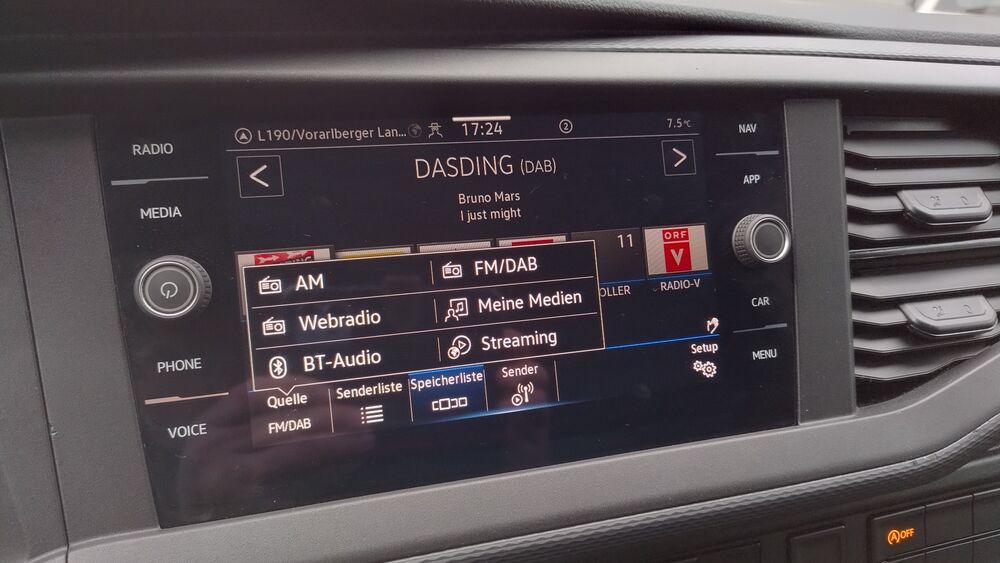 RADIO
MEDIA
PHONE
VOICE
L190/Vorarlberger Lan...
17:24
2
7.5°C
DASDING (DAB)
Bruno Mars
I just might
11
ORF
V
OLLER
RADIO-V
AM
FM/DAB
Webradio
Meine Medien
BT-Audio
Streaming
Quelle
FM/DAB
Senderliste
Speicherliste
Sender
Setup
NAV
APP
CAR
MENU
A OFF